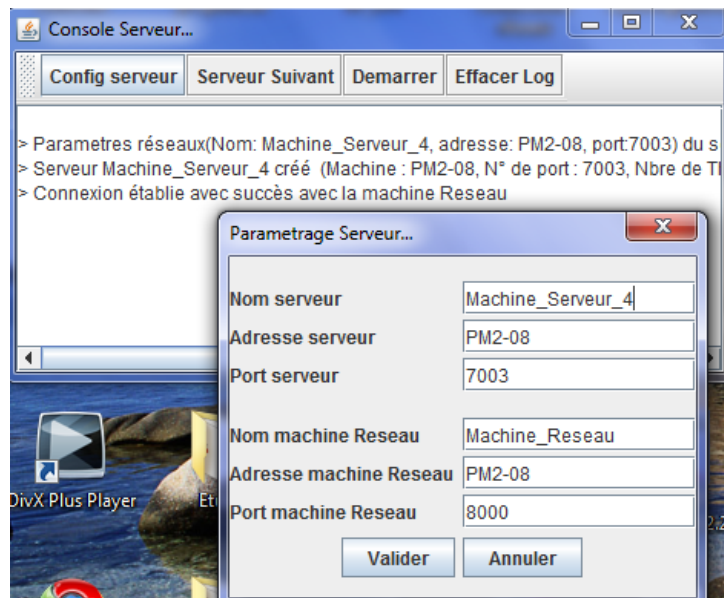 Console Serveur...
Config serveur Serveur Suivant Demarrer Effacer Log
> Parametres réseaux(Nom: Machine_Serveur_4, adresse: PM2-08, port:7003) du s
> Serveur Machine_Serveur_4 créé (Machine : PM2-08, N° de port : 7003, Nbre de
> Connexion établie avec succès avec la machine Reseau
Parametrage Serveur...
Nom serveur Machine_Serveur_4
Adresse serveur PM2-08
Port serveur 7003
Nom machine Reseau Machine_Reseau
Adresse machine Reseau PM2-08
Port machine Reseau 8000
Valider Annuler
DivX Plus Player